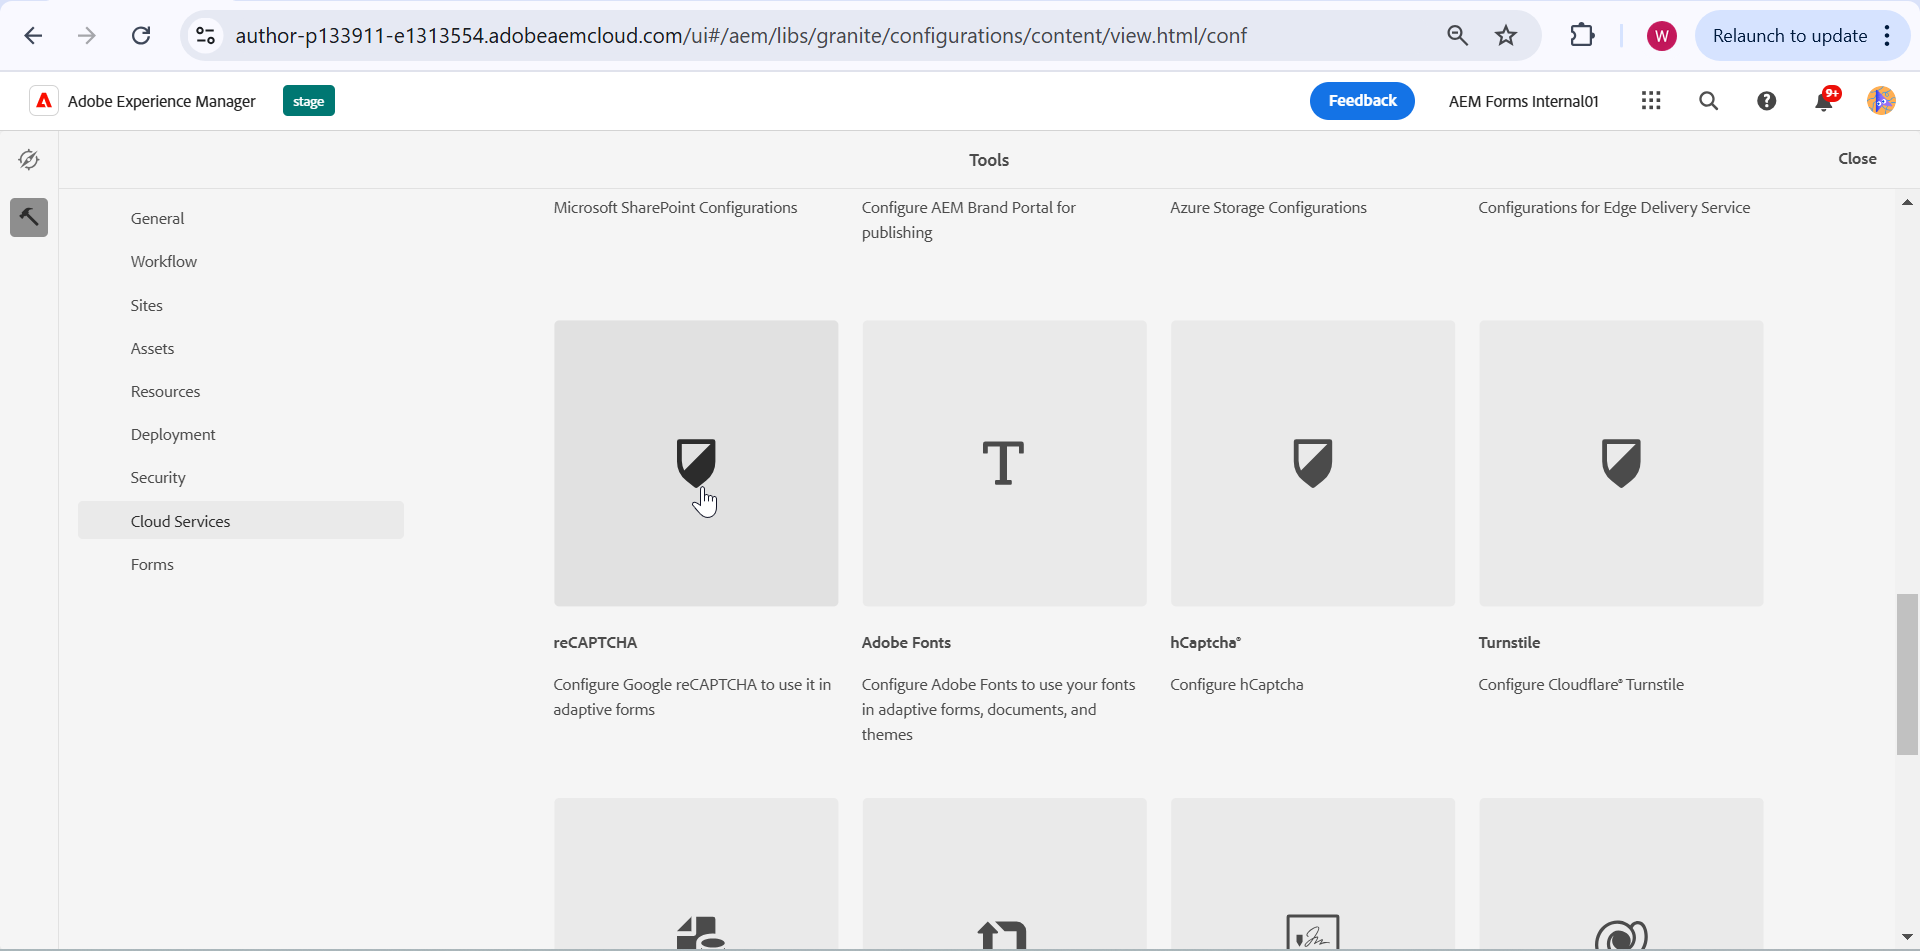 author-p133911-e1313554.adobeaemcloud.com/ui#/aem/libs/granite/configurations/content/view.html/conf
W
Relaunch to update
Adobe Experience Manager
stage
Feedback
AEM Forms Internal01
9+
Tools
Close
General
Workflow
Sites
Assets
Resources
Deployment
Security
Cloud Services
Forms
Microsoft SharePoint Configurations
Configure AEM Brand Portal for
publishing
Azure Storage Configurations
Configurations for Edge Delivery Service
reCAPTCHA
Configure Google reCAPTCHA to use it in
adaptive forms
Adobe Fonts
Configure Adobe Fonts to use your fonts
in adaptive forms, documents, and
themes
hCaptcha®
Configure hCaptcha
Turnstile
Configure Cloudflare® Turnstile